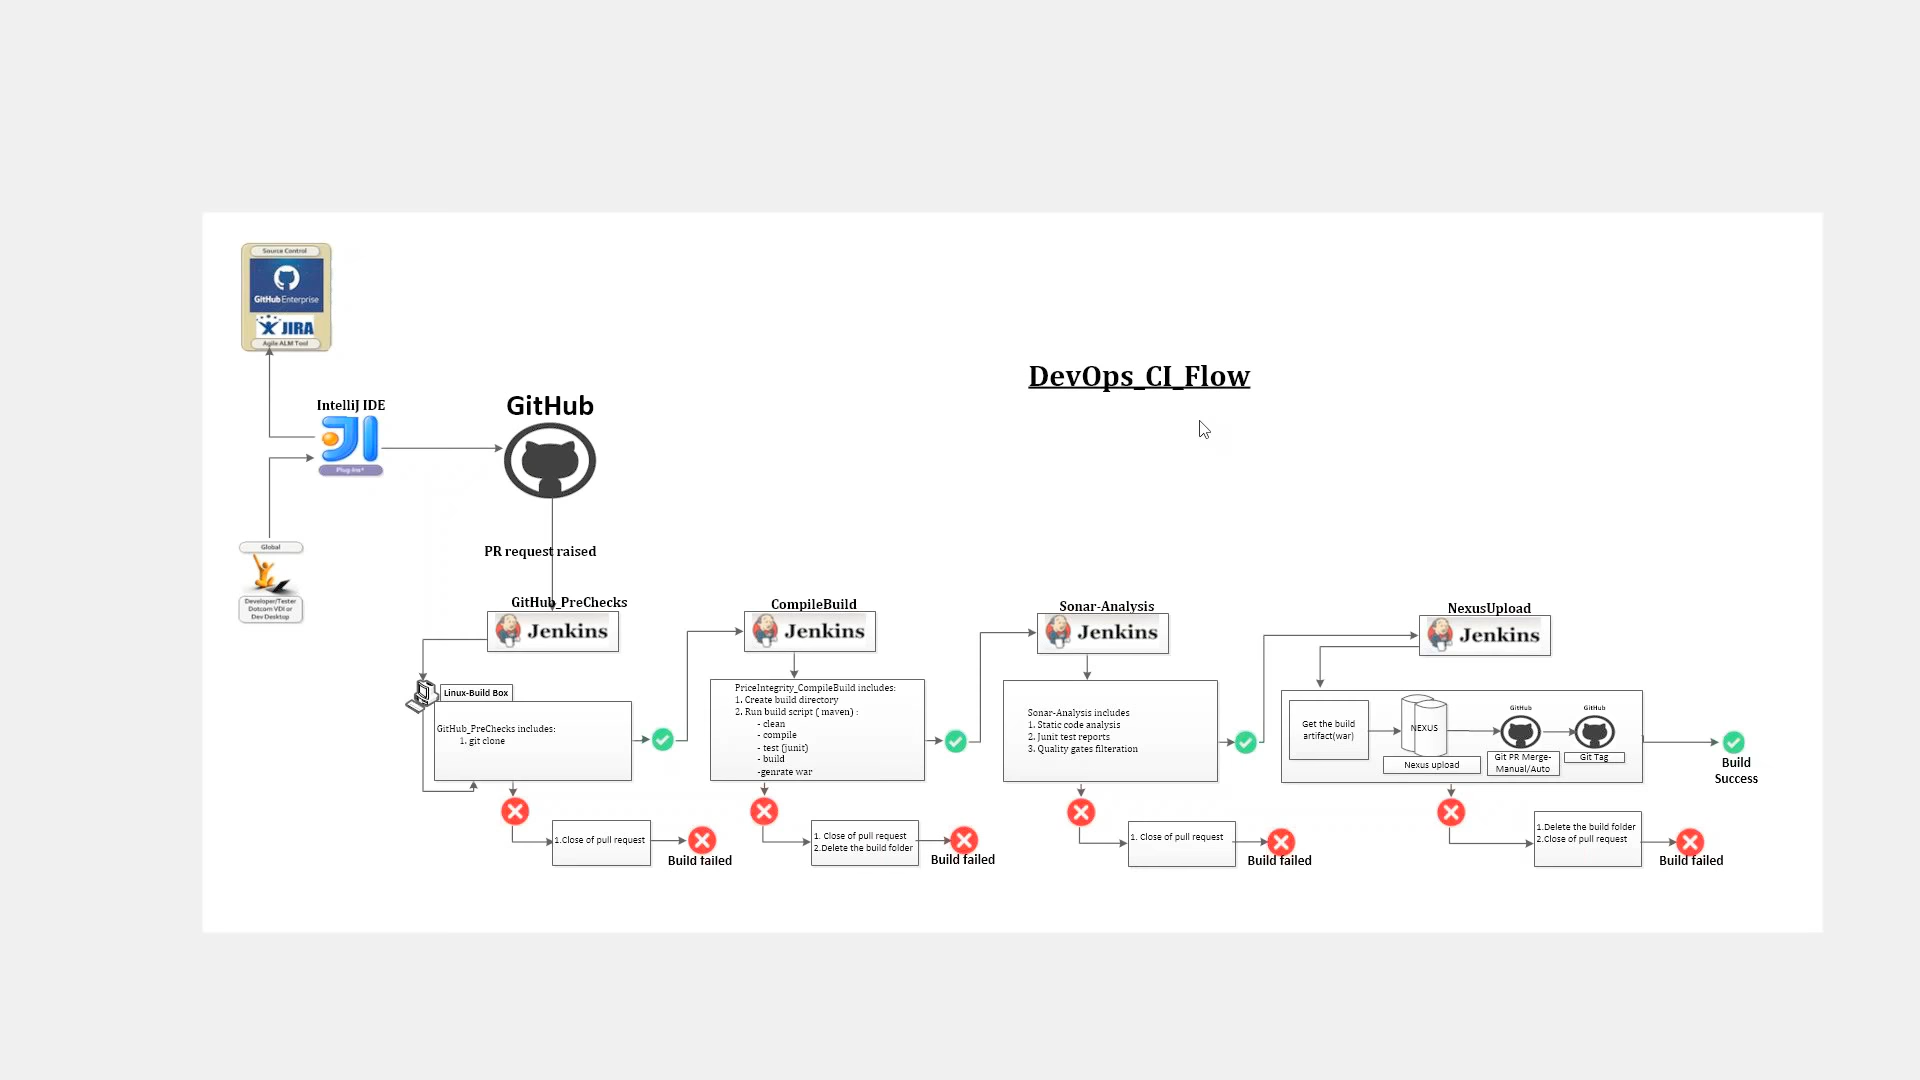 Source Control
GitHub Enterprise
JIRA
Agile ALM Tool
DevOps_CI_Flow
IntelliJ IDE
Plug-ins*
GitHub
Global
Developer/Tester
Dotcom VDI or
Dev Desktop
PR request raised
GitHub_PreChecks
Jenkins
Linux-Build Box
GitHub_PreChecks includes:
1. git clone
1.Close of pull request
Build failed
CompileBuild
Jenkins
PriceIntegrity_CompileBuild includes:
1. Create build directory
2. Run build script ( maven) :
- clean
- compile
- test (junit)
- build
-genrate war
1. Close of pull request
2.Delete the build folder
Build failed
Sonar-Analysis
Jenkins
Sonar-Analysis includes
1. Static code analysis
2. Junit test reports
3. Quality gates filteration
1. Close of pull request
Build failed
NexusUpload
Jenkins
Get the build
artifact(war)
NEXUS
Nexus upload
GitHub
Git PR Merge-
Manual/Auto
GitHub
Git Tag
Build
Success
1.Delete the build folder
2.Close of pull request
Build failed